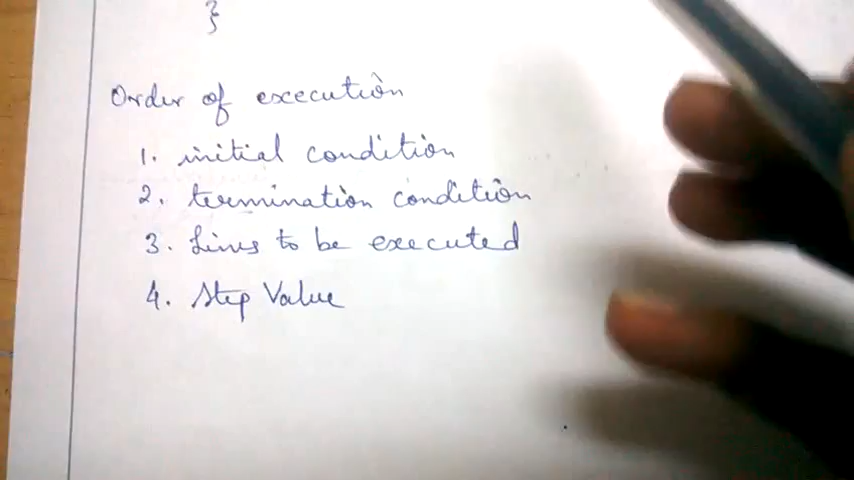 }
Order of execution
1. initial condition
2. termination condition
3. Lines to be executed
4. Step Value